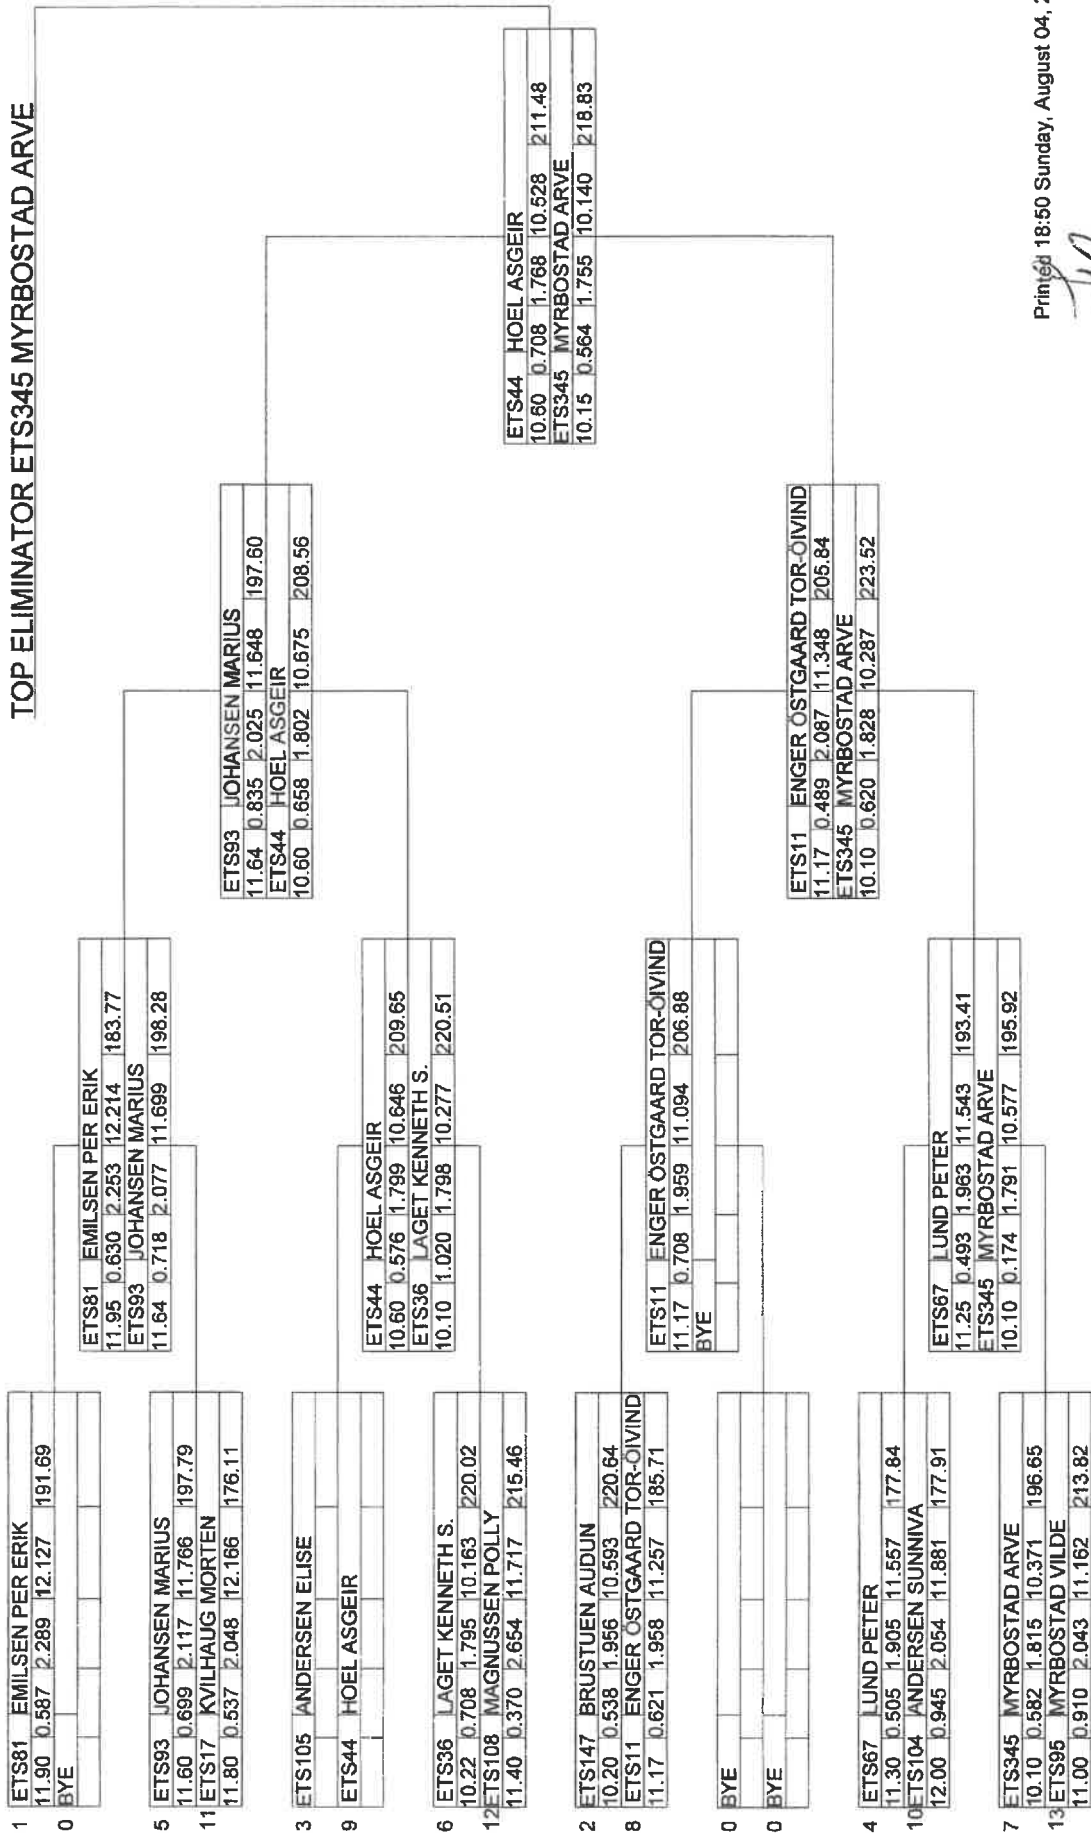 TOP ELIMINATOR ETS345 MYRBOSTAD ARVE
1 ETS81 EMILSEN PER ERIK
11.90 0.587 2.289 12.127 191.69
0 BYE
5 ETS93 JOHANSEN MARIUS
11.60 0.699 2.117 11.766 197.79
11 ETS17 KVILHAUG MORTEN
11.80 0.537 2.048 12.166 176.11
3 ETS105 ANDERSEN ELISE
9 ETS44 HOEL ASGEIR
6 ETS36 LAGET KENNETH S.
10.22 0.708 1.795 10.163 220.02
12 ETS108 MAGNUSSEN POLLY
11.40 0.370 2.654 11.717 215.46
2 ETS147 BRUSTUEN AUDUN
10.20 0.538 1.956 10.593 220.64
8 ETS11 ENGER ÖSTGAARD TOR-ÖIVIND
11.17 0.621 1.958 11.257 185.71
0 BYE
0 BYE
4 ETS67 LUND PETER
11.30 0.505 1.905 11.557 177.84
10 ETS104 ANDERSEN SUNNIVA
12.00 0.945 2.054 11.881 177.91
7 ETS345 MYRBOSTAD ARVE
10.10 0.582 1.815 10.371 196.65
13 ETS95 MYRBOSTAD VILDE
11.00 0.910 2.043 11.162 213.82
ETS81 EMILSEN PER ERIK
11.95 0.630 2.253 12.214 183.77
ETS93 JOHANSEN MARIUS
11.64 0.718 2.077 11.699 198.28
ETS44 HOEL ASGEIR
10.60 0.576 1.799 10.646 209.65
ETS36 LAGET KENNETH S.
10.10 1.020 1.798 10.277 220.51
ETS11 ENGER ÖSTGAARD TOR-ÖIVIND
11.17 0.708 1.959 11.094 206.88
BYE
ETS67 LUND PETER
11.25 0.493 1.963 11.543 193.41
ETS345 MYRBOSTAD ARVE
10.10 0.174 1.791 10.577 195.92
ETS93 JOHANSEN MARIUS
11.64 0.835 2.025 11.648 197.60
ETS44 HOEL ASGEIR
10.60 0.658 1.802 10.675 208.56
ETS11 ENGER ÖSTGAARD TOR-ÖIVIND
11.17 0.489 2.087 11.348 205.84
ETS345 MYRBOSTAD ARVE
10.10 0.620 1.828 10.287 223.52
ETS44 HOEL ASGEIR
10.60 0.708 1.768 10.528 211.48
ETS345 MYRBOSTAD ARVE
10.15 0.564 1.755 10.140 218.83
Printed 18:50 Sunday, August 04,